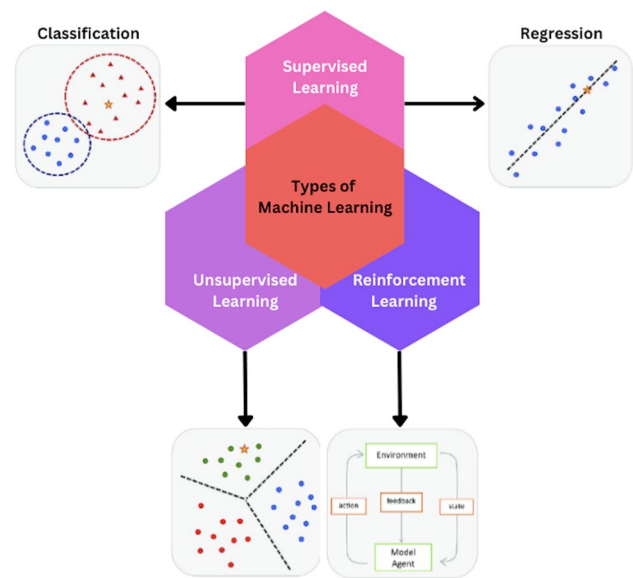 Classification
Supervised
Learning
Regression
Types of
Machine Learning
Unsupervised
Learning
Reinforcement
Learning
Environment
action
feedback
state
Model
Agent